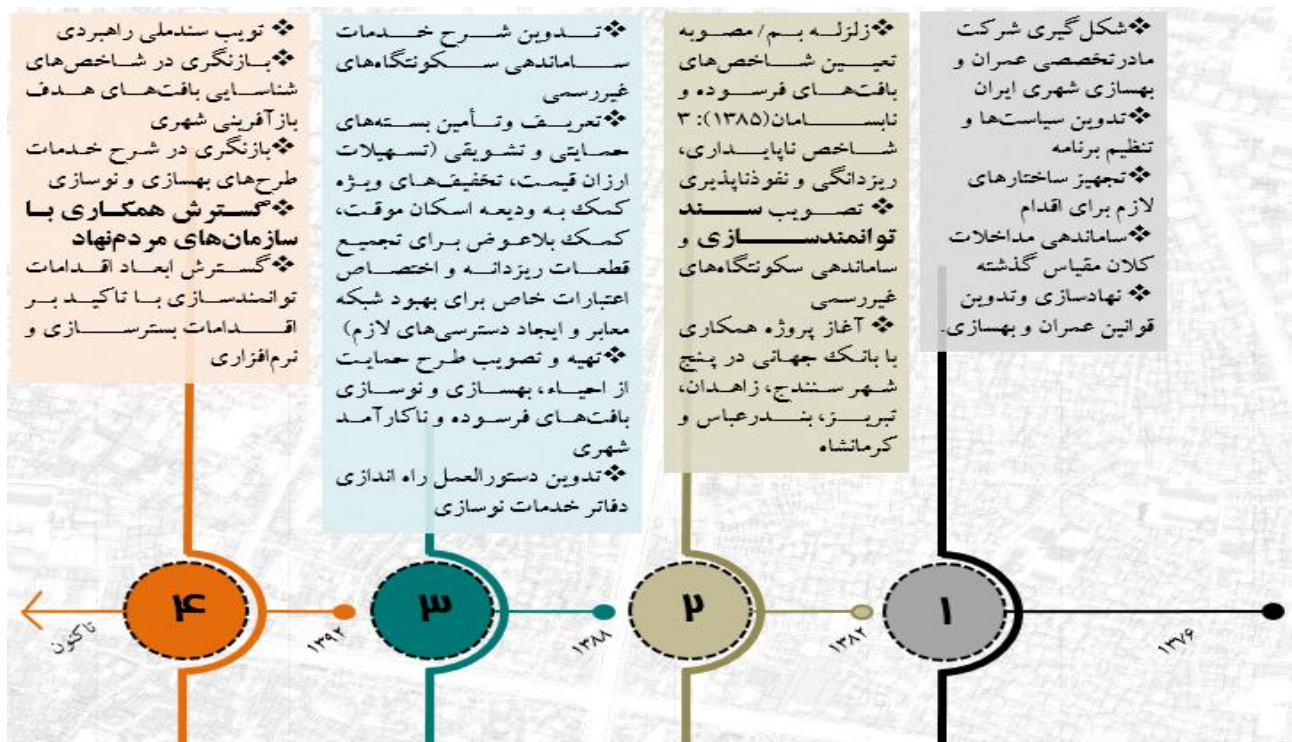 ❖شکل‌گیری شرکت
مادرتخصصی عمران و
بهسازی شهری ایران
❖تدوین سیاست‌ها و
تنظیم برنامه
❖تجهیز ساختارهای
لازم برای اقدام
❖ساماندهی مداخلات
کلان مقیاس گذشته
❖ نهادسازی وتدوین
قوانین عمران و بهسازی.
❖زلزله بم/ مصوبه
تعیین شاخص‌های
بافت‌های فرسوده و
نابسامان(۱۳۸۵): ۳
شاخص ناپایداری،
ریزدانگی و نفوذناپذیری
❖ تصویب سند
توانمندسازی و
ساماندهی سکونتگاه‌های
غیررسمی
❖ آغاز پروژه همکاری
با بانک جهانی در پنج
شهر سنندج، زاهدان،
تبریز، بندرعباس و
کرمانشاه
❖تدوین شرح خدمات
ساماندهی سکونتگاه‌های
غیررسمی
❖تعریف وتأمین بسته‌های
حمایتی و تشویقی (تسهیلات
ارزان قیمت، تخفیف‌های ویژه
کمک به ودیعه اسکان موقت،
کمک بلاعوض برای تجمیع
قطعات ریزدانه و اختصاص
اعتبارات خاص برای بهبود شبکه
معابر و ایجاد دسترسی‌های لازم)
❖تهیه و تصویب طرح حمایت
از احیاء، بهسازی و نوسازی
بافت‌های فرسوده و ناکارآمد
شهری
❖تدوین دستورالعمل راه اندازی
دفاتر خدمات نوسازی
❖ تویب سندملی راهبردی
❖بازنگری در شاخص‌های
شناسایی بافت‌های هدف
بازآفرینی شهری
❖بازنگری در شرح خدمات
طرح‌های بهسازی و نوسازی
❖گسترش همکاری با
سازمان‌های مردم‌نهاد
❖گسترش ابعاد اقدامات
توانمندسازی با تاکید بر
اقدامات بسترسازی و
نرم‌افزاری
۱
۲
۳
۴
۱۳۷۶
۱۳۸۲
۱۳۸۸
۱۳۹۲
تاکنون